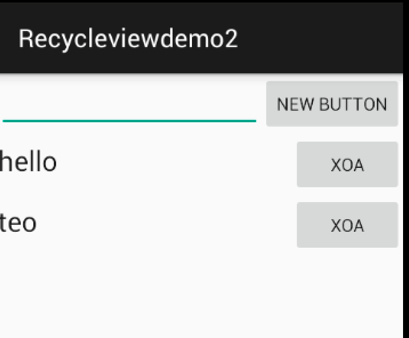 Recycleviewdemo2
NEW BUTTON
hello
XOA
teo
XOA